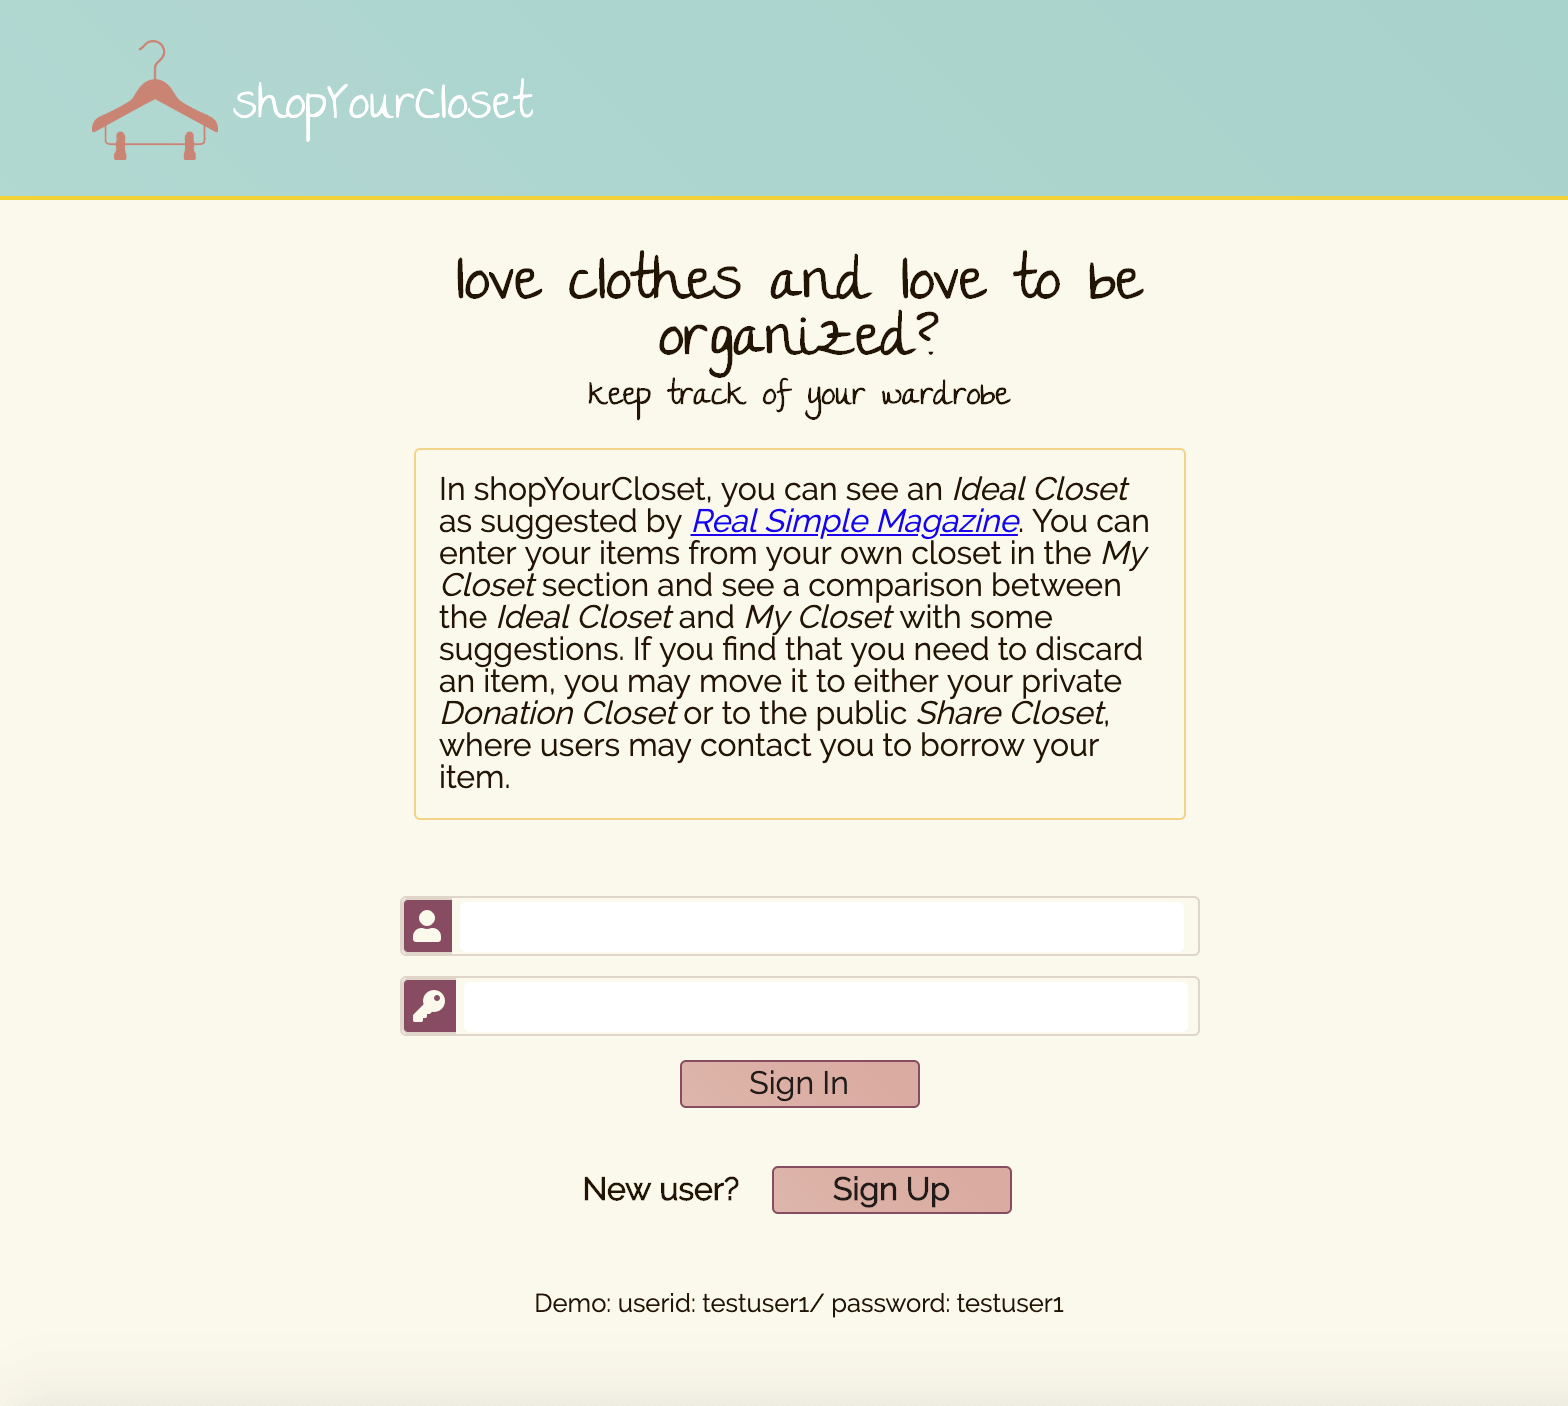 shopYourCloset
love clothes and love to be
organized?
keep track of your wardrobe
In shopYourCloset, you can see an Ideal Closet
as suggested by Real Simple Magazine. You can
enter your items from your own closet in the My
Closet section and see a comparison between
the Ideal Closet and My Closet with some
suggestions. If you find that you need to discard
an item, you may move it to either your private
Donation Closet or to the public Share Closet,
where users may contact you to borrow your
item.
Sign In
New user? Sign Up
Demo: userid: testuser1/ password: testuser1